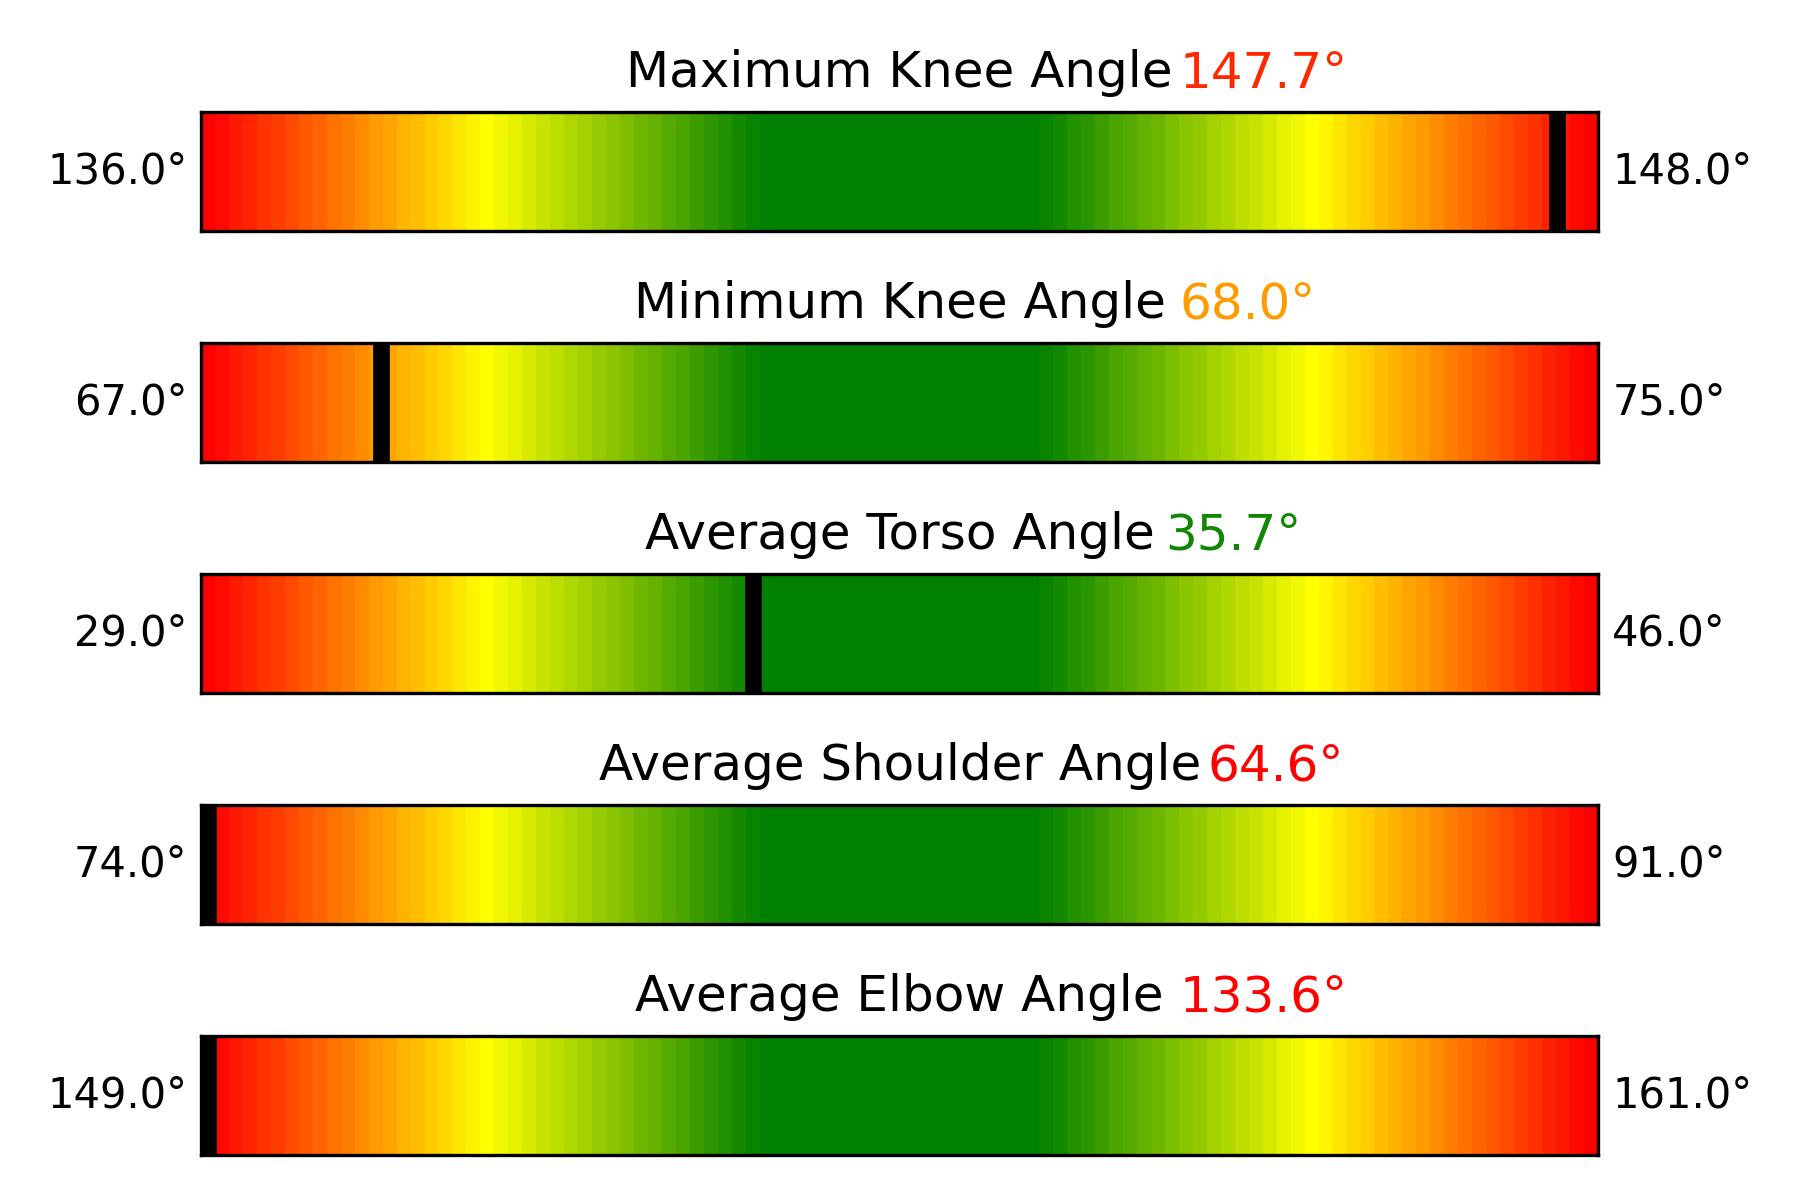 Maximum Knee Angle 147.7°
136.0° 148.0°
Minimum Knee Angle 68.0°
67.0° 75.0°
Average Torso Angle 35.7°
29.0° 46.0°
Average Shoulder Angle 64.6°
74.0° 91.0°
Average Elbow Angle 133.6°
149.0° 161.0°